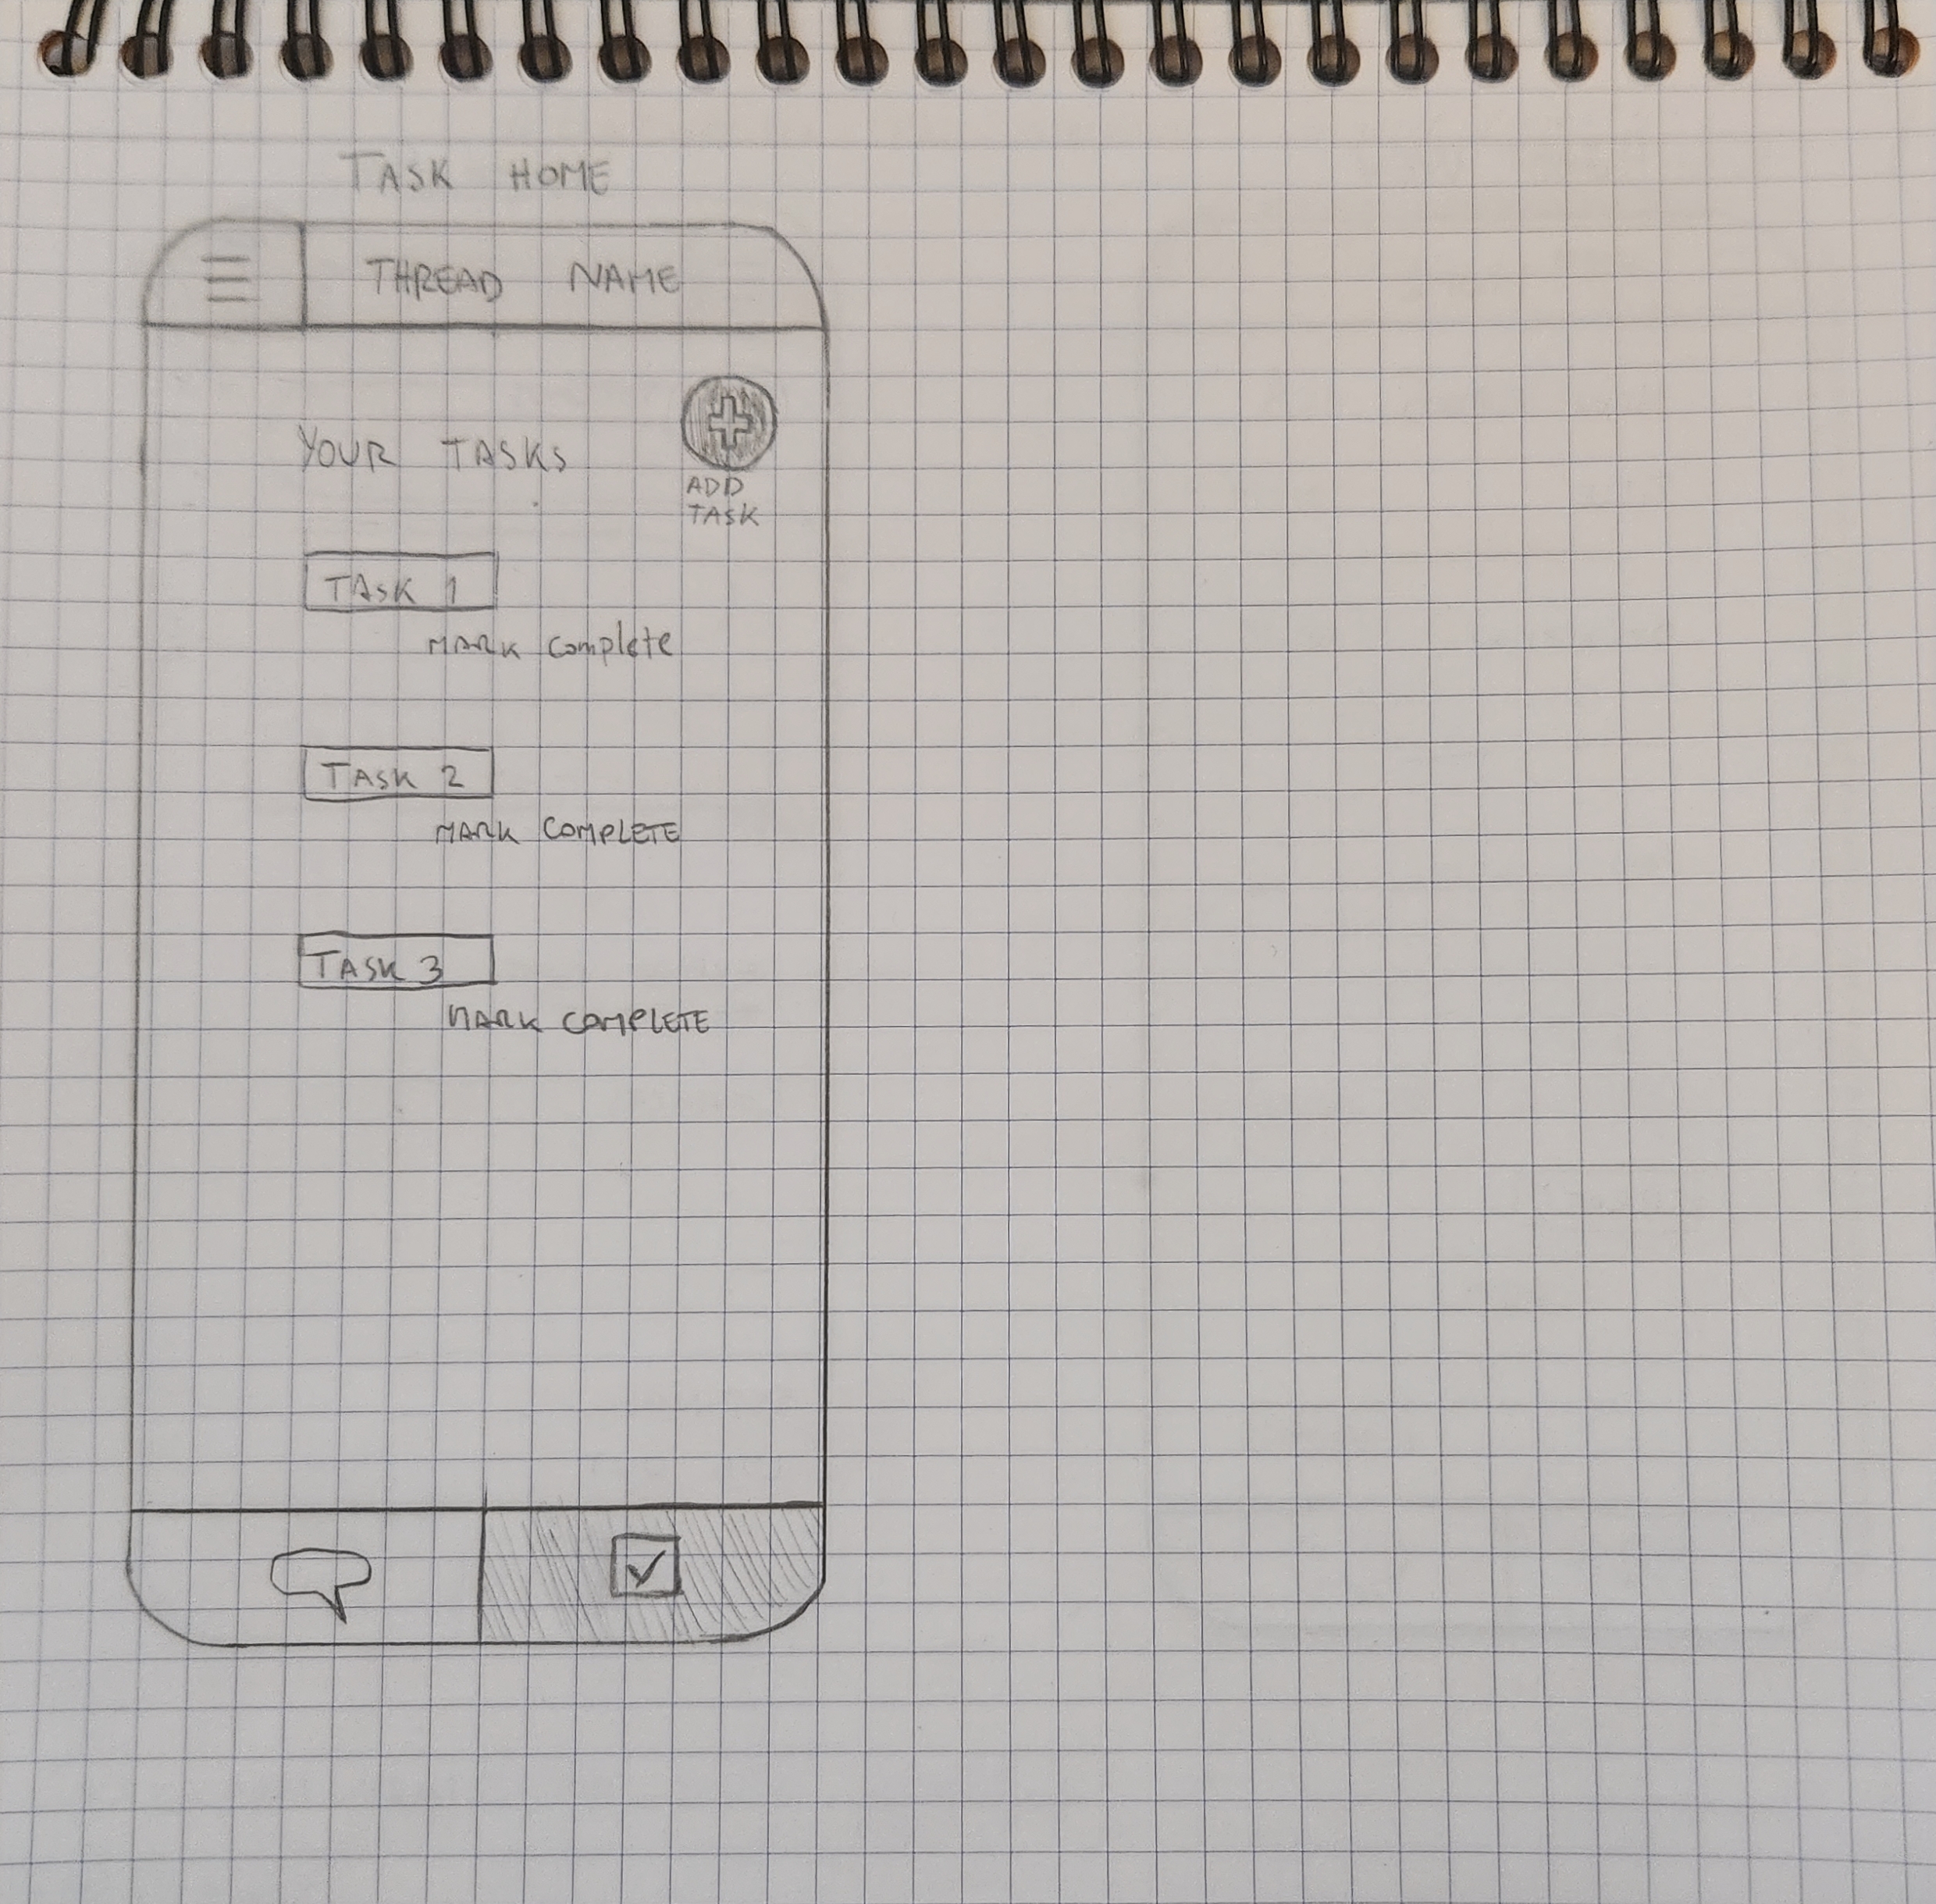 TASK HOME
THREAD NAME
YOUR TASKS
ADD
TASK
TASK 1
MARK Complete
TASK 2
MARK COMPLETE
TASK 3
MARK COMPLETE